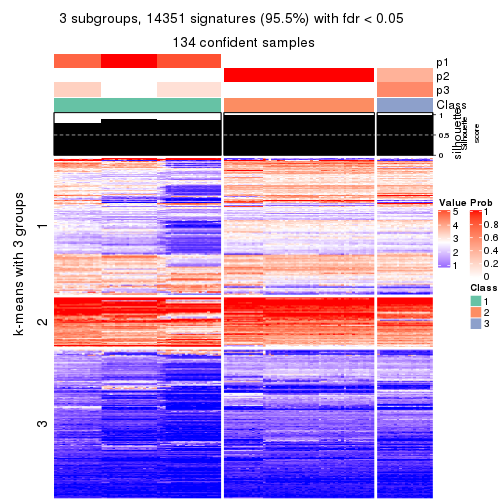 3 subgroups, 14351 signatures (95.5%) with fdr < 0.05
134 confident samples
p1
p2
p3
Class
1
0.5
0
silhouette
Silhouette
score
k-means with 3 groups
1
2
3
Value
5
4
3
2
1
Prob
1
0.8
0.6
0.4
0.2
0
Class
1
2
3